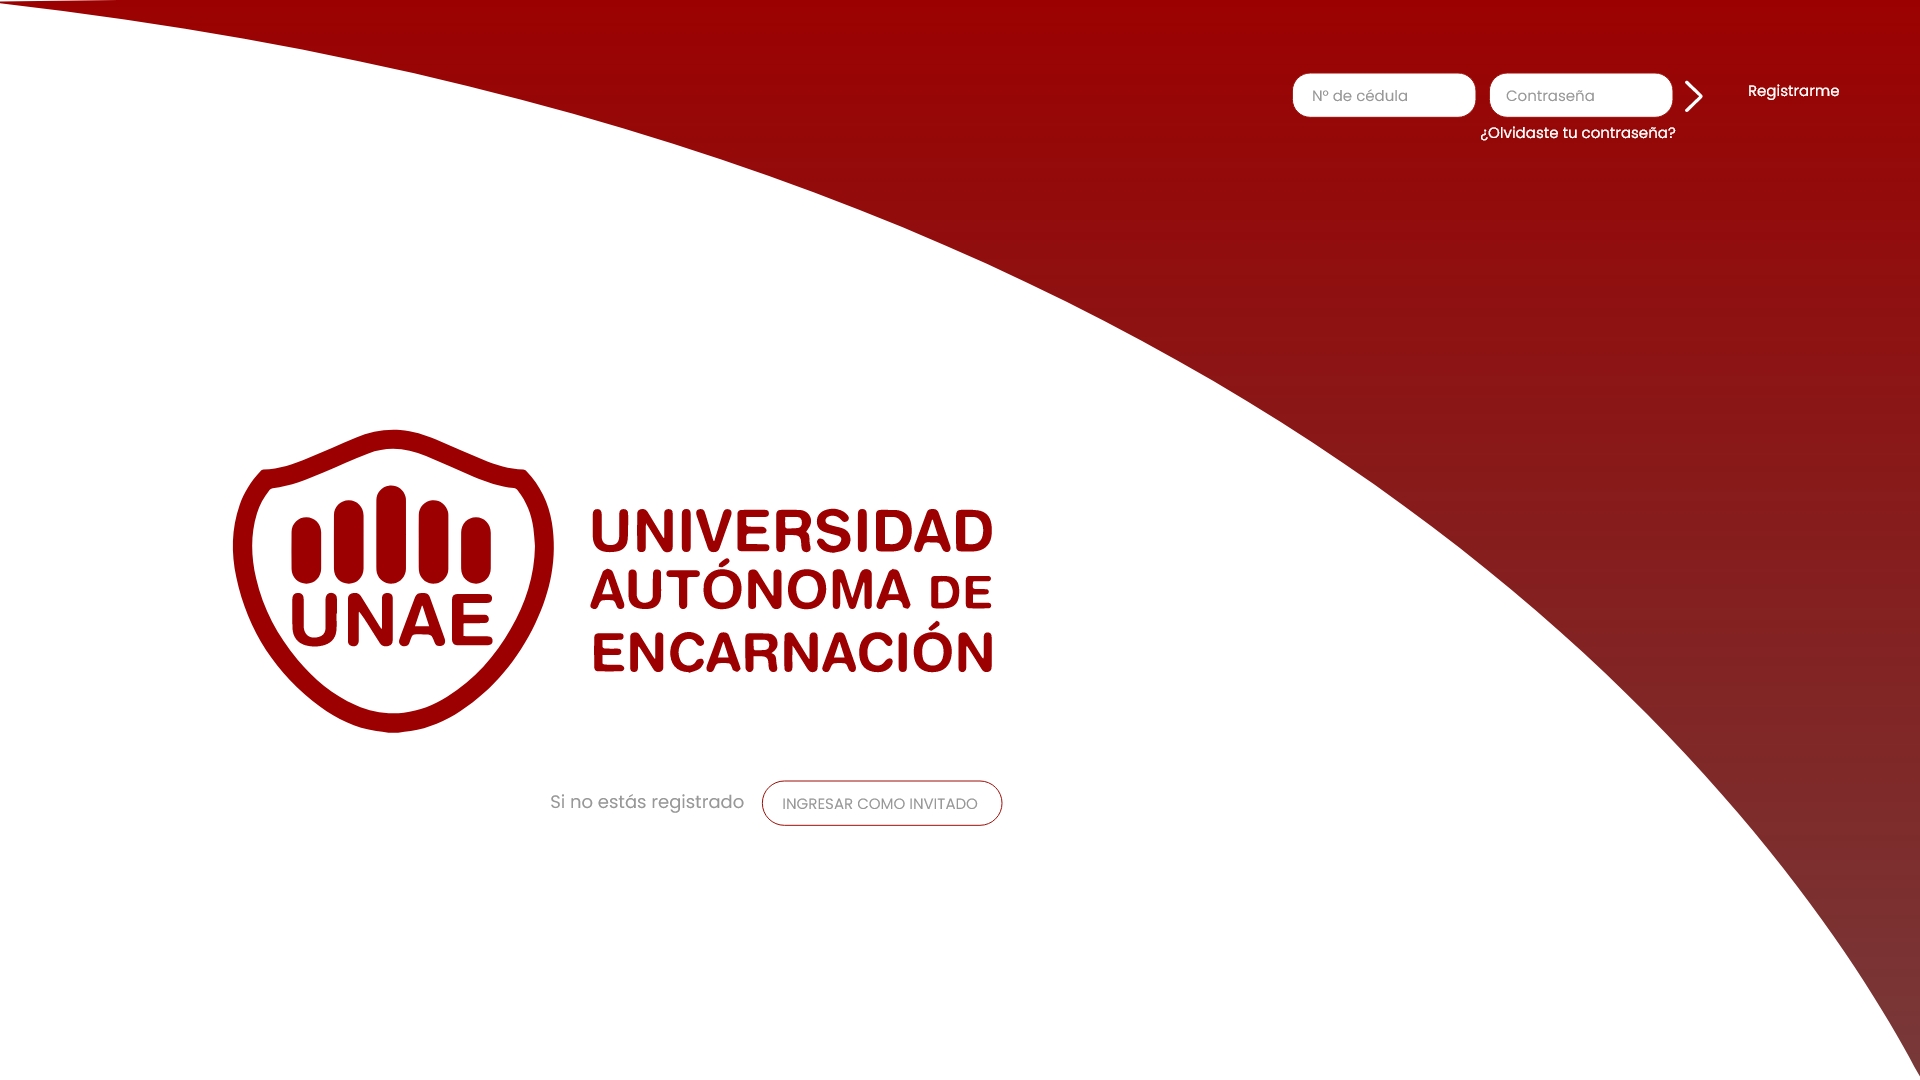 Nº de cédula
Contraseña
Registrarme
¿Olvidaste tu contraseña?
UNAE
UNIVERSIDAD
AUTÓNOMA DE
ENCARNACIÓN
Si no estás registrado
INGRESAR COMO INVITADO